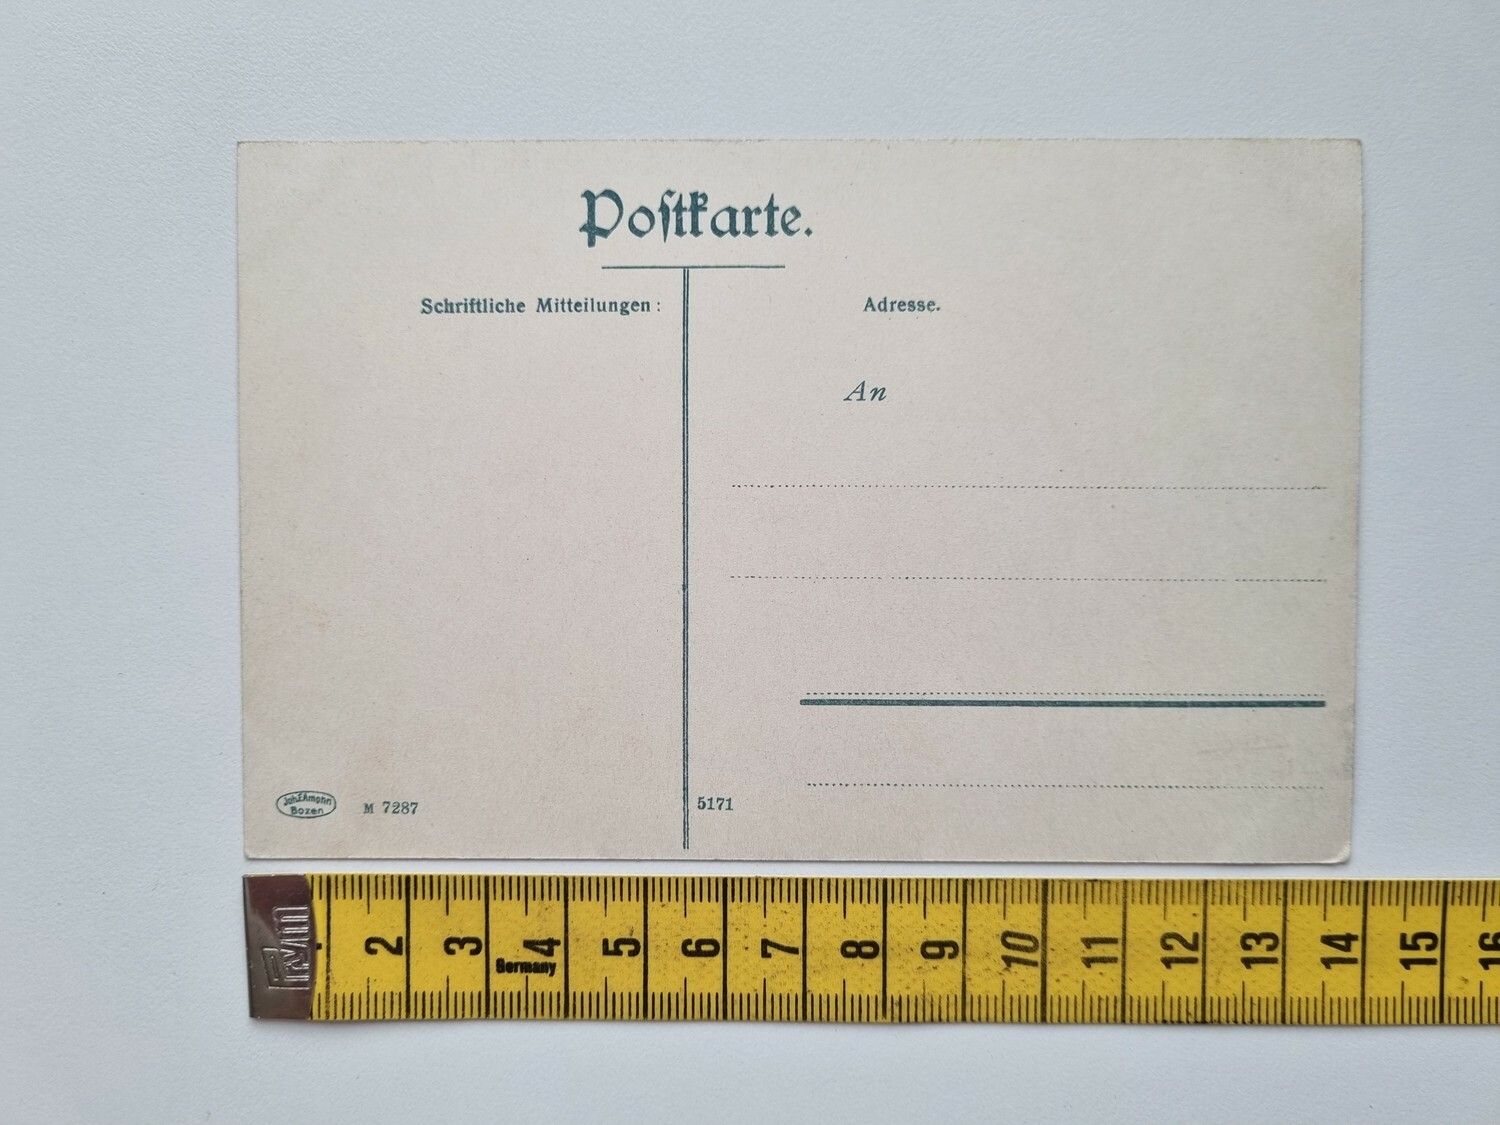 Poſtkarte.
Schriftliche Mitteilungen:
Adresse.
An
Joh.F.Amonn
Bozen
M 7287
5171
Prym
2 3 4 5 6 7 8 9 10 11 12 13 14 15 16
Germany